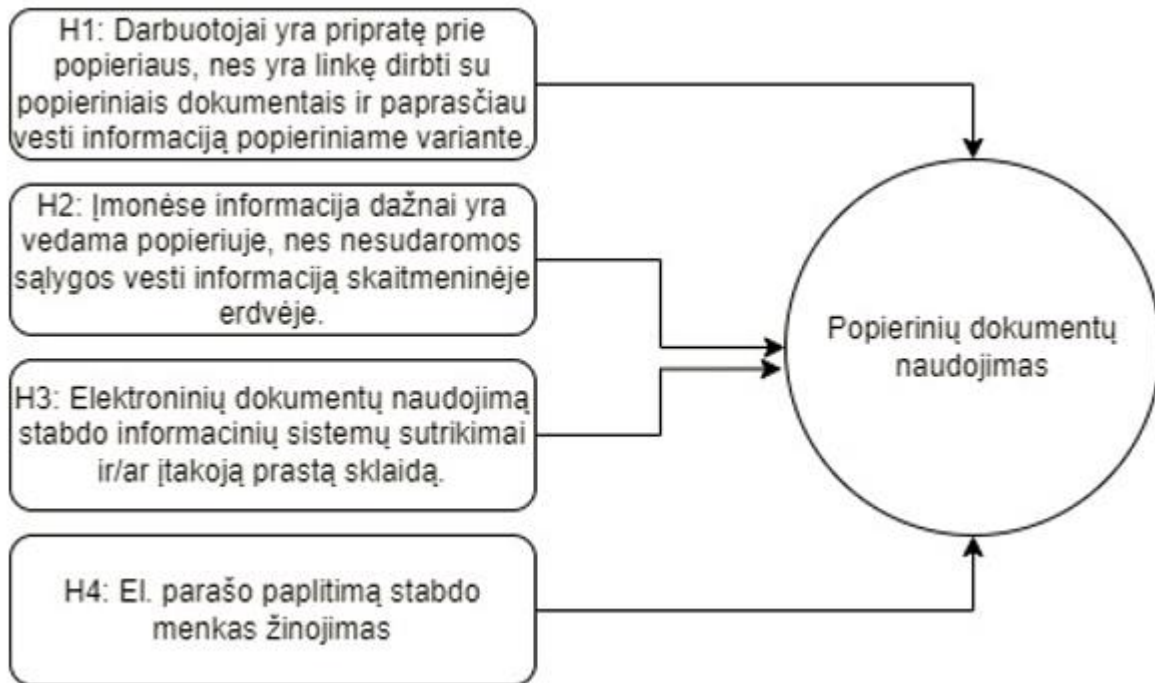 H1: Darbuotojai yra pripratę prie
popieriaus, nes yra linkę dirbti su
popieriniais dokumentais ir paprasčiau
vesti informaciją popieriniame variante.
H2: Įmonėse informacija dažnai yra
vedama popieriuje, nes nesudaromos
sąlygos vesti informaciją skaitmeninėje
erdvėje.
H3: Elektroninių dokumentų naudojimą
stabdo informacinių sistemų sutrikimai
ir/ar įtakoją prastą sklaidą.
H4: El. parašo paplitimą stabdo
menkas žinojimas
Popierinių dokumentų
naudojimas